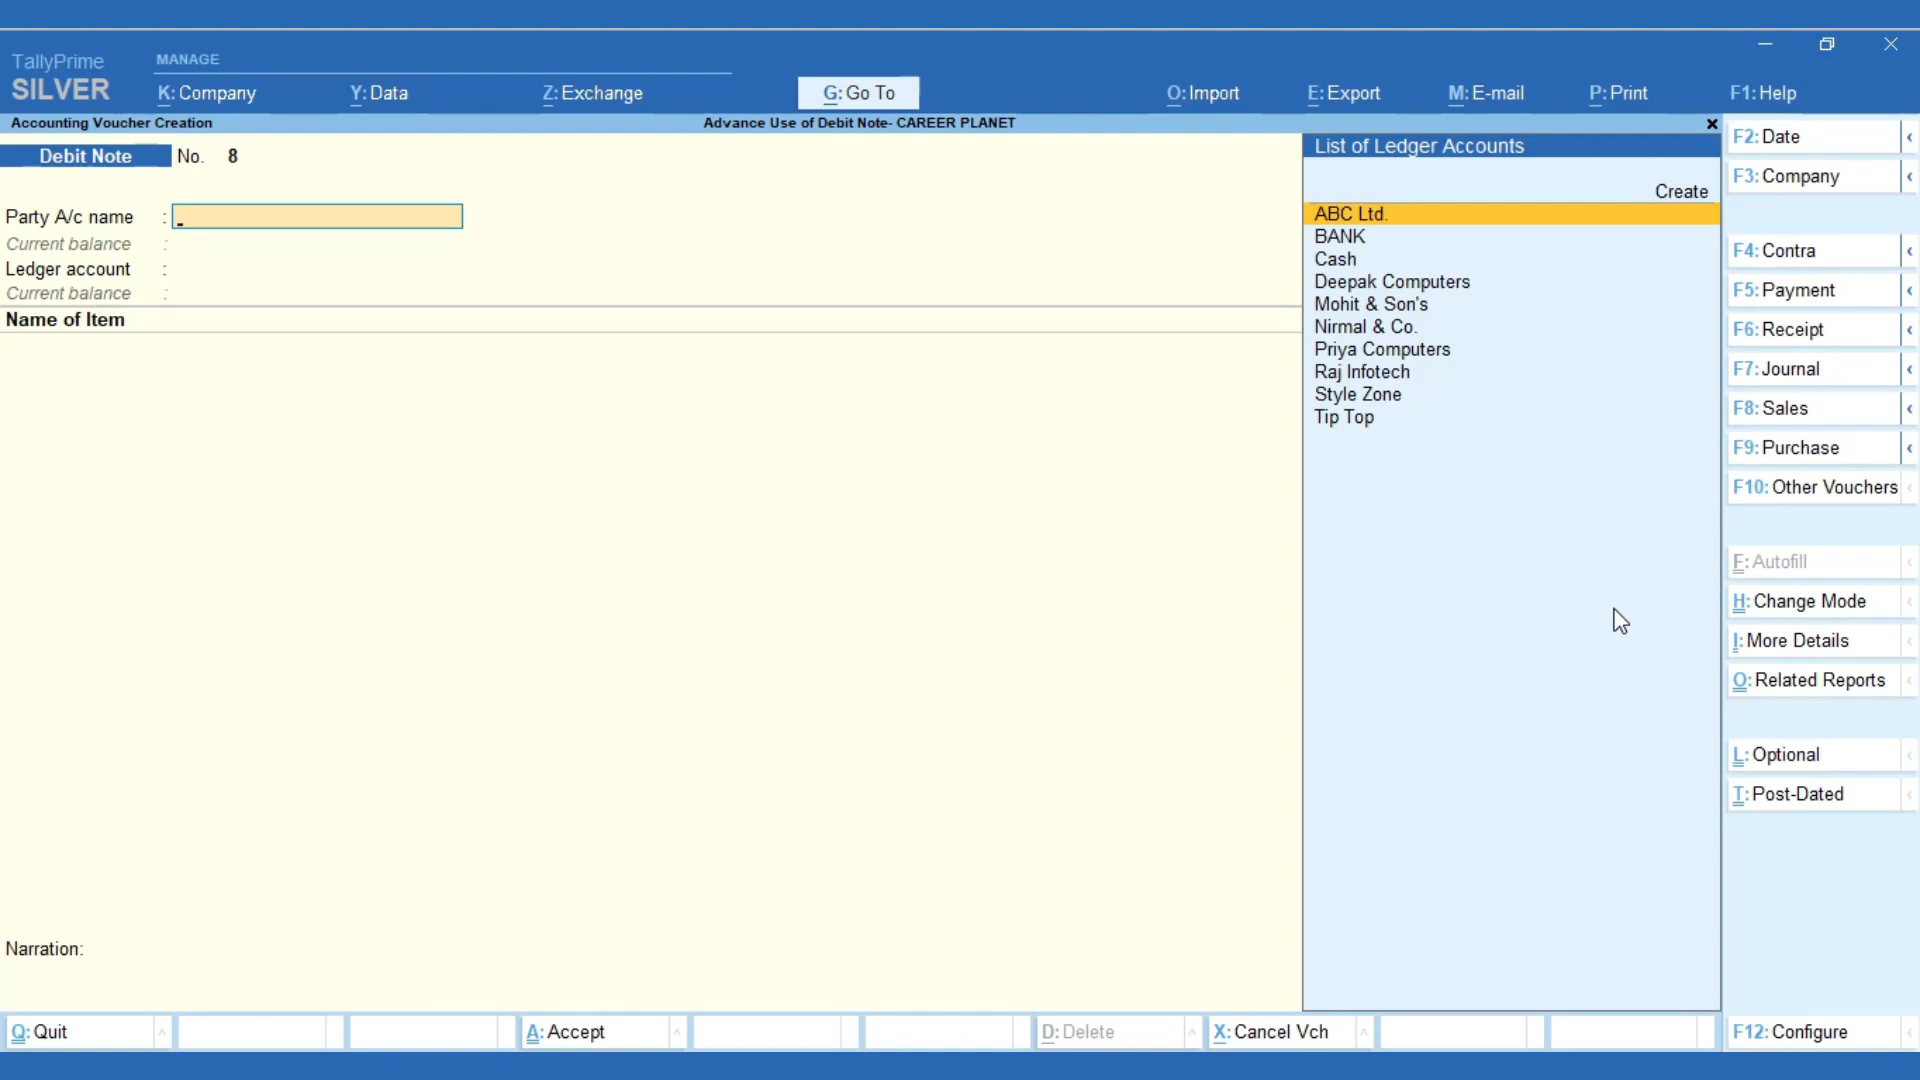 TallyPrime
SILVER
MANAGE
K: Company
Y: Data
Z: Exchange
G: Go To
O: Import
E: Export
M: E-mail
P: Print
F1: Help
Accounting Voucher Creation
Advance Use of Debit Note- CAREER PLANET
Debit Note No. 8
Party A/c name :
Current balance :
Ledger account :
Current balance :
Name of Item
Narration:
List of Ledger Accounts
Create
ABC Ltd.
BANK
Cash
Deepak Computers
Mohit & Son's
Nirmal & Co.
Priya Computers
Raj Infotech
Style Zone
Tip Top
F2: Date
F3: Company
F4: Contra
F5: Payment
F6: Receipt
F7: Journal
F8: Sales
F9: Purchase
F10: Other Vouchers
F: Autofill
H: Change Mode
I: More Details
O: Related Reports
L: Optional
T: Post-Dated
Q: Quit
A: Accept
D: Delete
X: Cancel Vch
F12: Configure